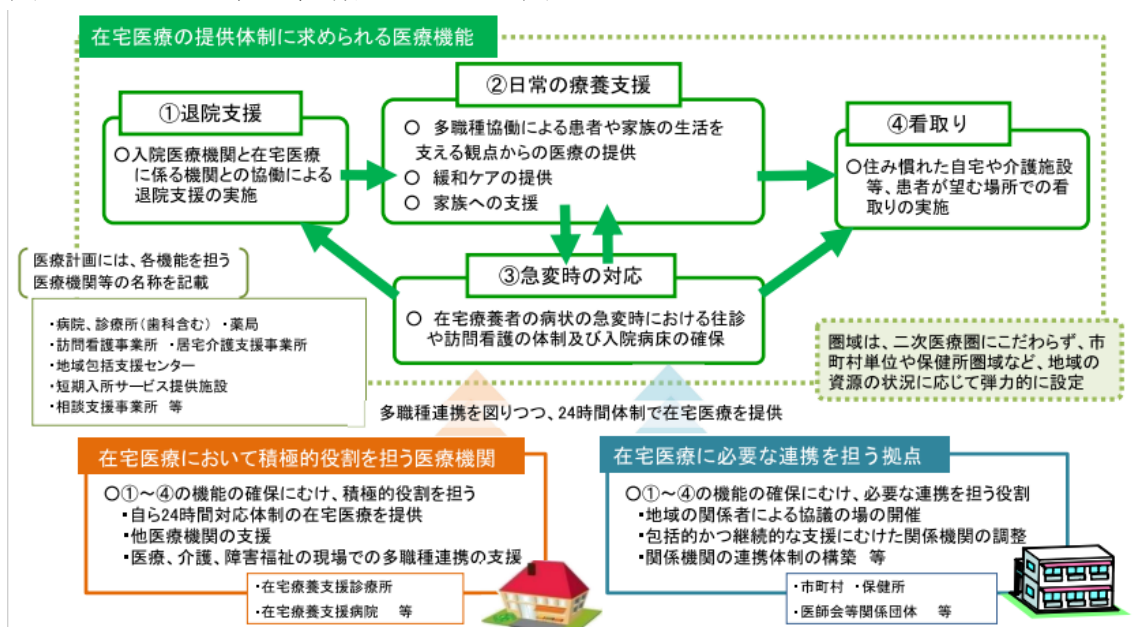 在宅医療の提供体制に求められる医療機能
①退院支援
○入院医療機関と在宅医療
に係る機関との協働による
退院支援の実施
②日常の療養支援
○ 多職種協働による患者や家族の生活を
支える観点からの医療の提供
○ 緩和ケアの提供
○ 家族への支援
④看取り
○住み慣れた自宅や介護施設
等、患者が望む場所での看
取りの実施
③急変時の対応
○ 在宅療養者の病状の急変時における往診
や訪問看護の体制及び入院病床の確保
医療計画には、各機能を担う
医療機関等の名称を記載
・病院、診療所(歯科含む) ・薬局
・訪問看護事業所 ・居宅介護支援事業所
・地域包括支援センター
・短期入所サービス提供施設
・相談支援事業所 等
圏域は、二次医療圏にこだわらず、市
町村単位や保健所圏域など、地域の
資源の状況に応じて弾力的に設定
多職種連携を図りつつ、24時間体制で在宅医療を提供
在宅医療において積極的役割を担う医療機関
○①~④の機能の確保にむけ、積極的役割を担う
・自ら24時間対応体制の在宅医療を提供
・他医療機関の支援
・医療、介護、障害福祉の現場での多職種連携の支援
・在宅療養支援診療所
・在宅療養支援病院 等
在宅医療に必要な連携を担う拠点
○①~④の機能の確保にむけ、必要な連携を担う役割
・地域の関係者による協議の場の開催
・包括的かつ継続的な支援にむけた関係機関の調整
・関係機関の連携体制の構築 等
・市町村 ・保健所
・医師会等関係団体 等